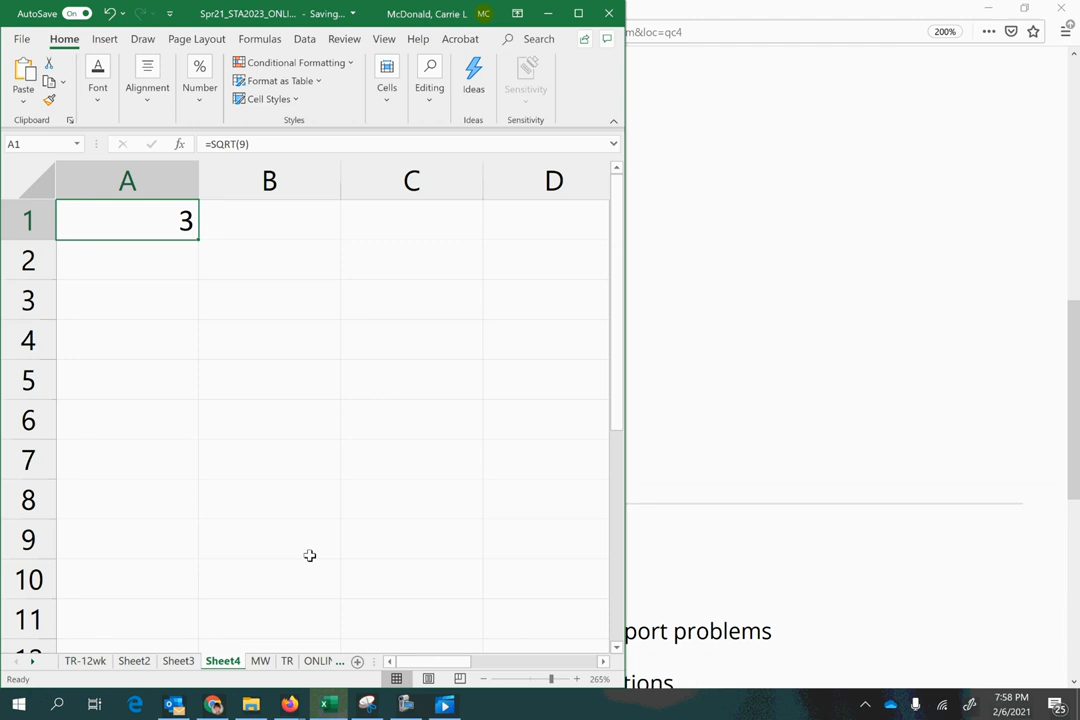 AutoSave On Spr21_STA2023_ONLI... - Saving... McDonald, Carrie L MC
File Home Insert Draw Page Layout Formulas Data Review View Help Acrobat Search
m&loc=qc4 200%
Paste Font Alignment Number Conditional Formatting Format as Table Cell Styles Cells Editing Ideas Sensitivity
Clipboard Styles Ideas Sensitivity
A1 fx =SQRT(9)
A B C D
1 3
2
3
4
5
6
7
8
9
10
11
port problems
TR-12wk Sheet2 Sheet3 Sheet4 MW TR ONLIN ...
Ready 265%
tions
7:58 PM
2/6/2021
25